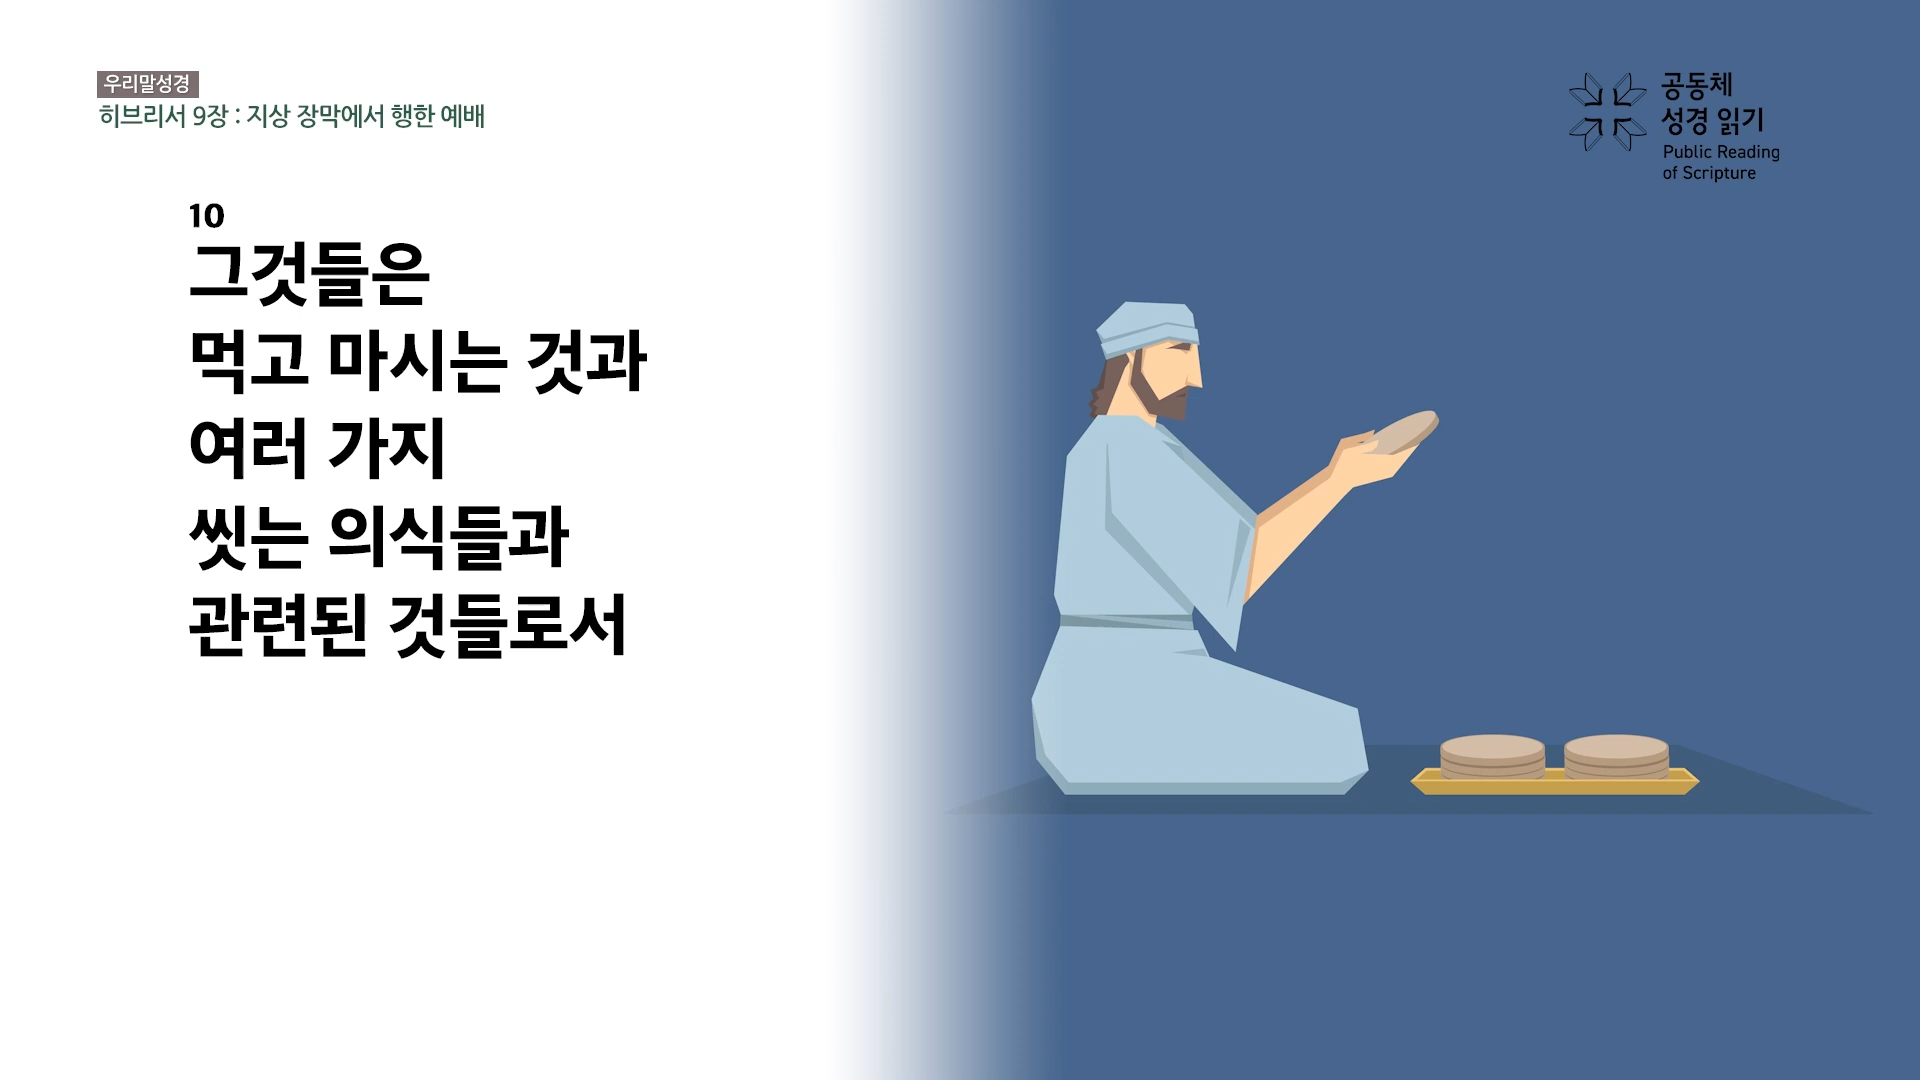 우리말성경
히브리서 9장 : 지상 장막에서 행한 예배
10
그것들은
먹고 마시는 것과
여러 가지
씻는 의식들과
관련된 것들로서
공동체
성경 읽기
Public Reading
of Scripture